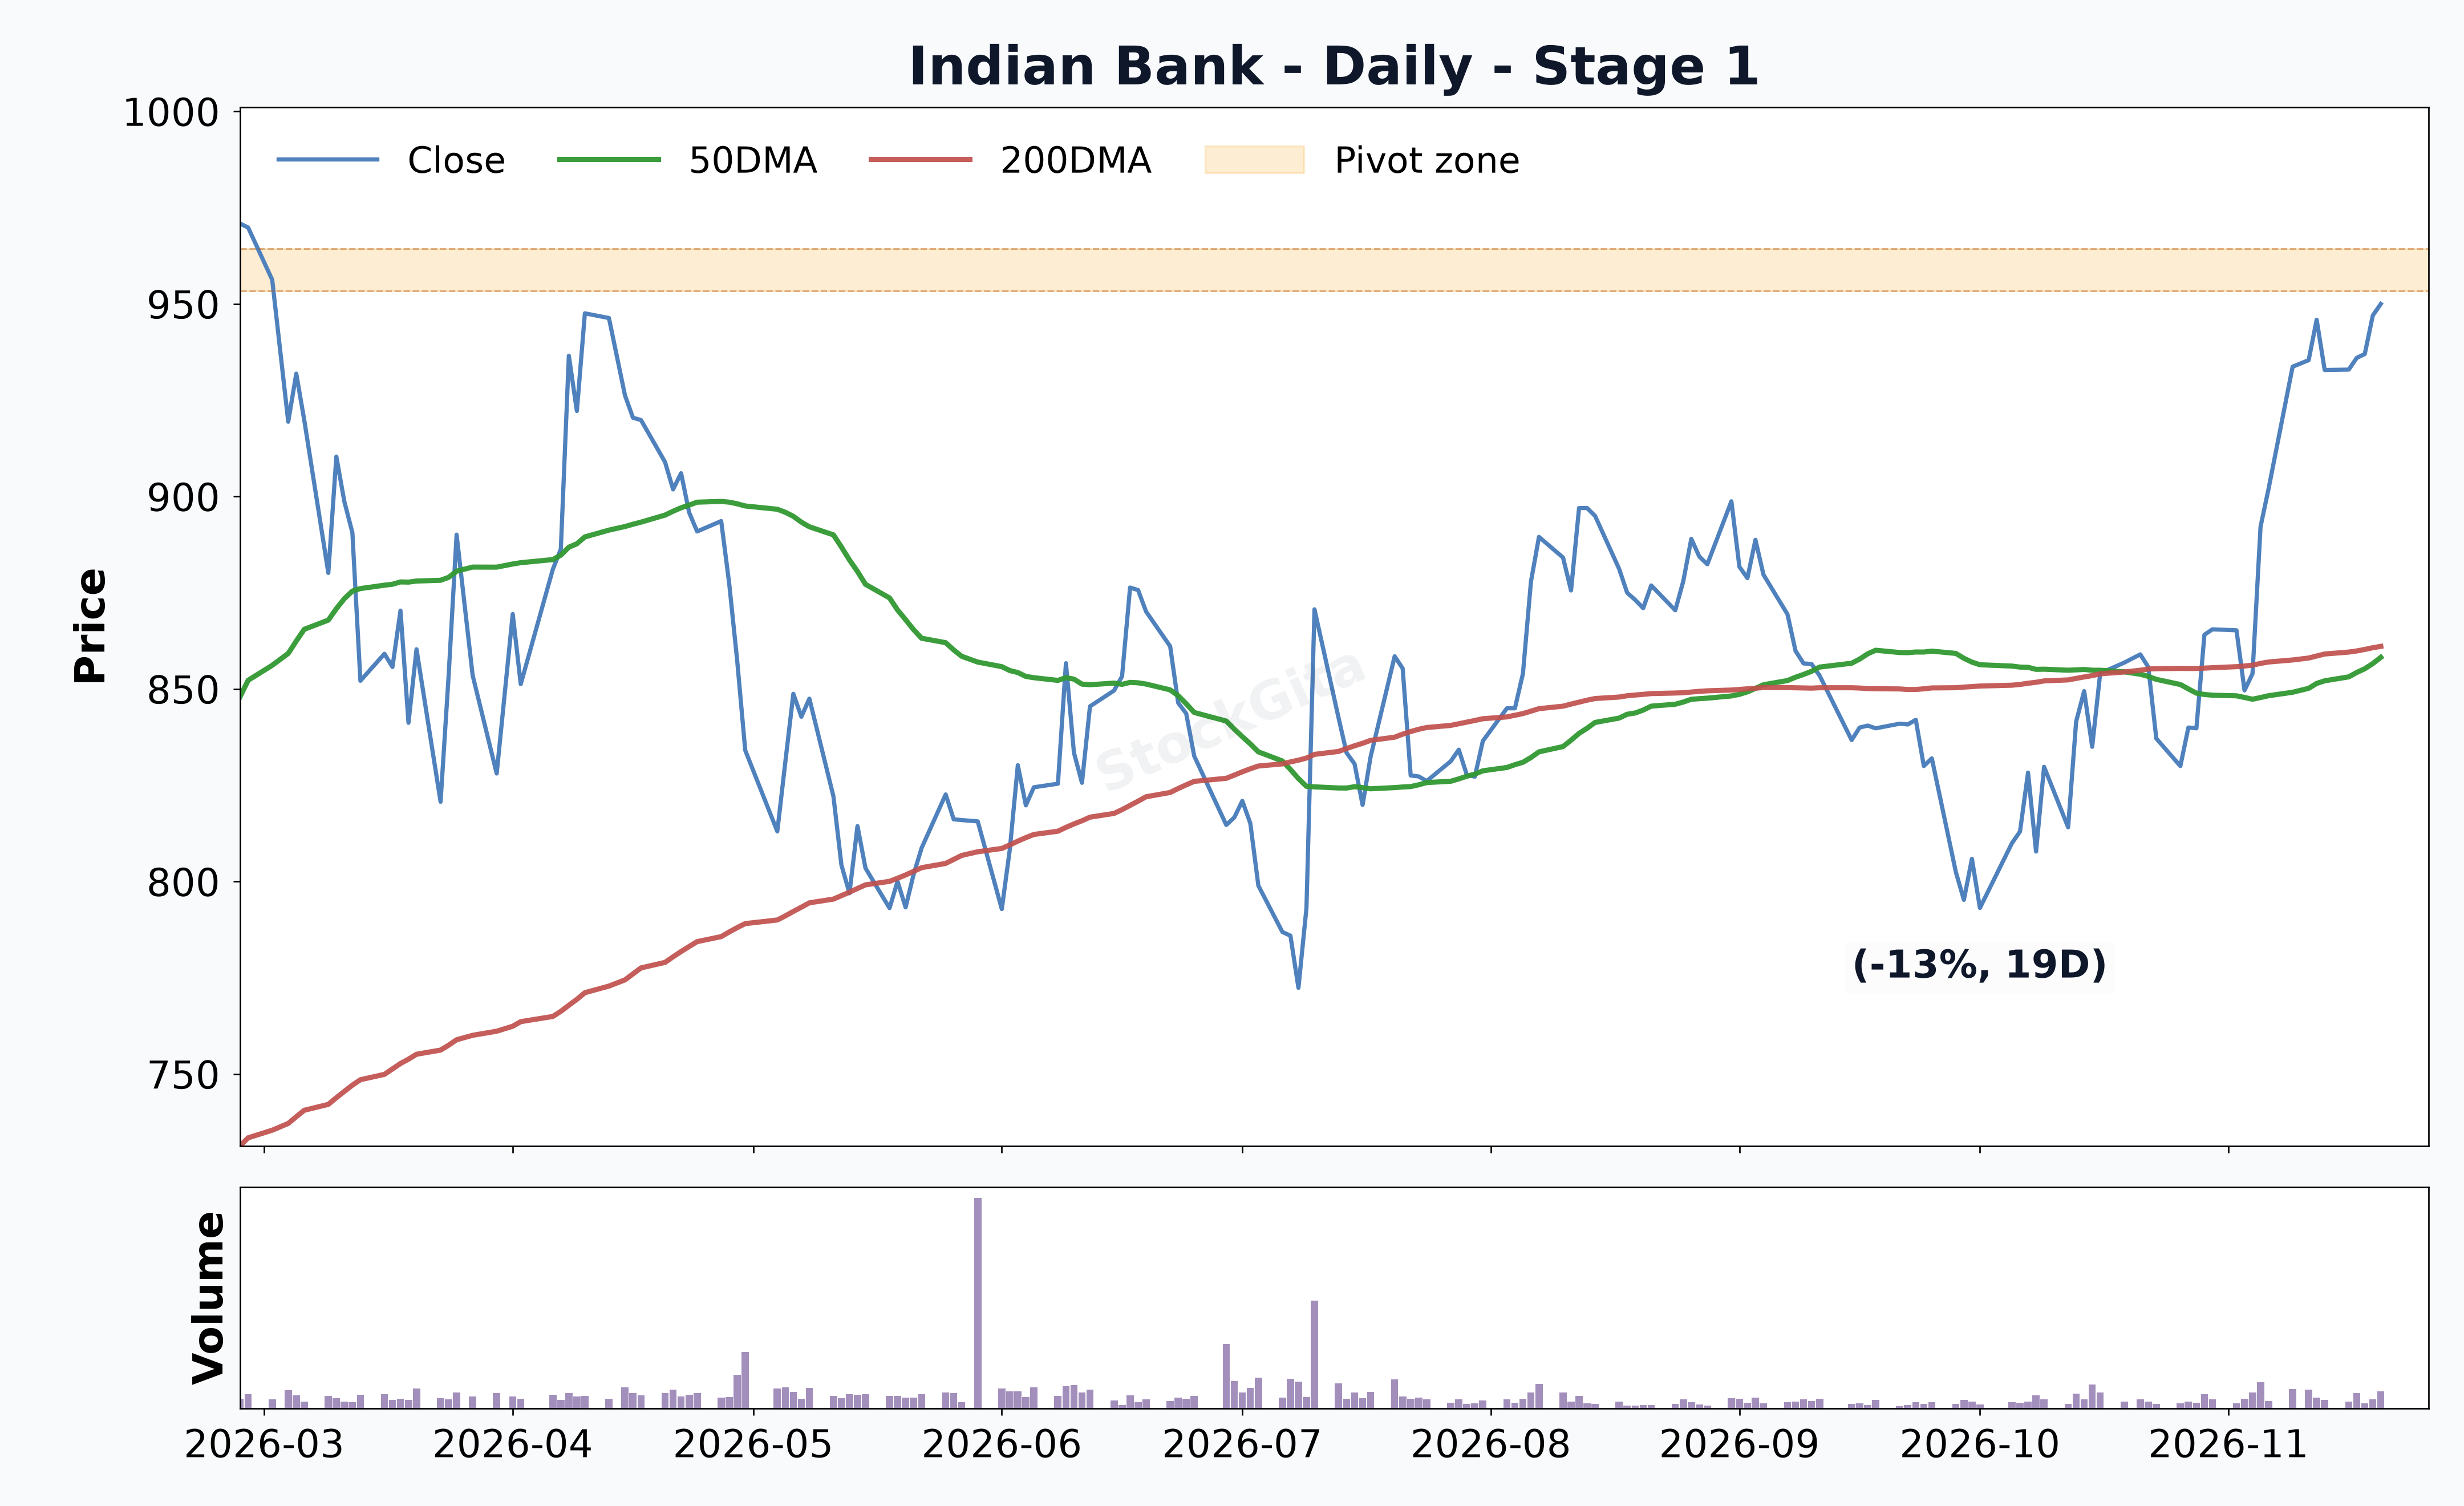 Indian Bank - Daily - Stage 1
1000
Close 50DMA 200DMA Pivot zone
950
900
850
800
750
Price
StockGita
(-13%, 19D)
Volume
2026-03 2026-04 2026-05 2026-06 2026-07 2026-08 2026-09 2026-10 2026-11